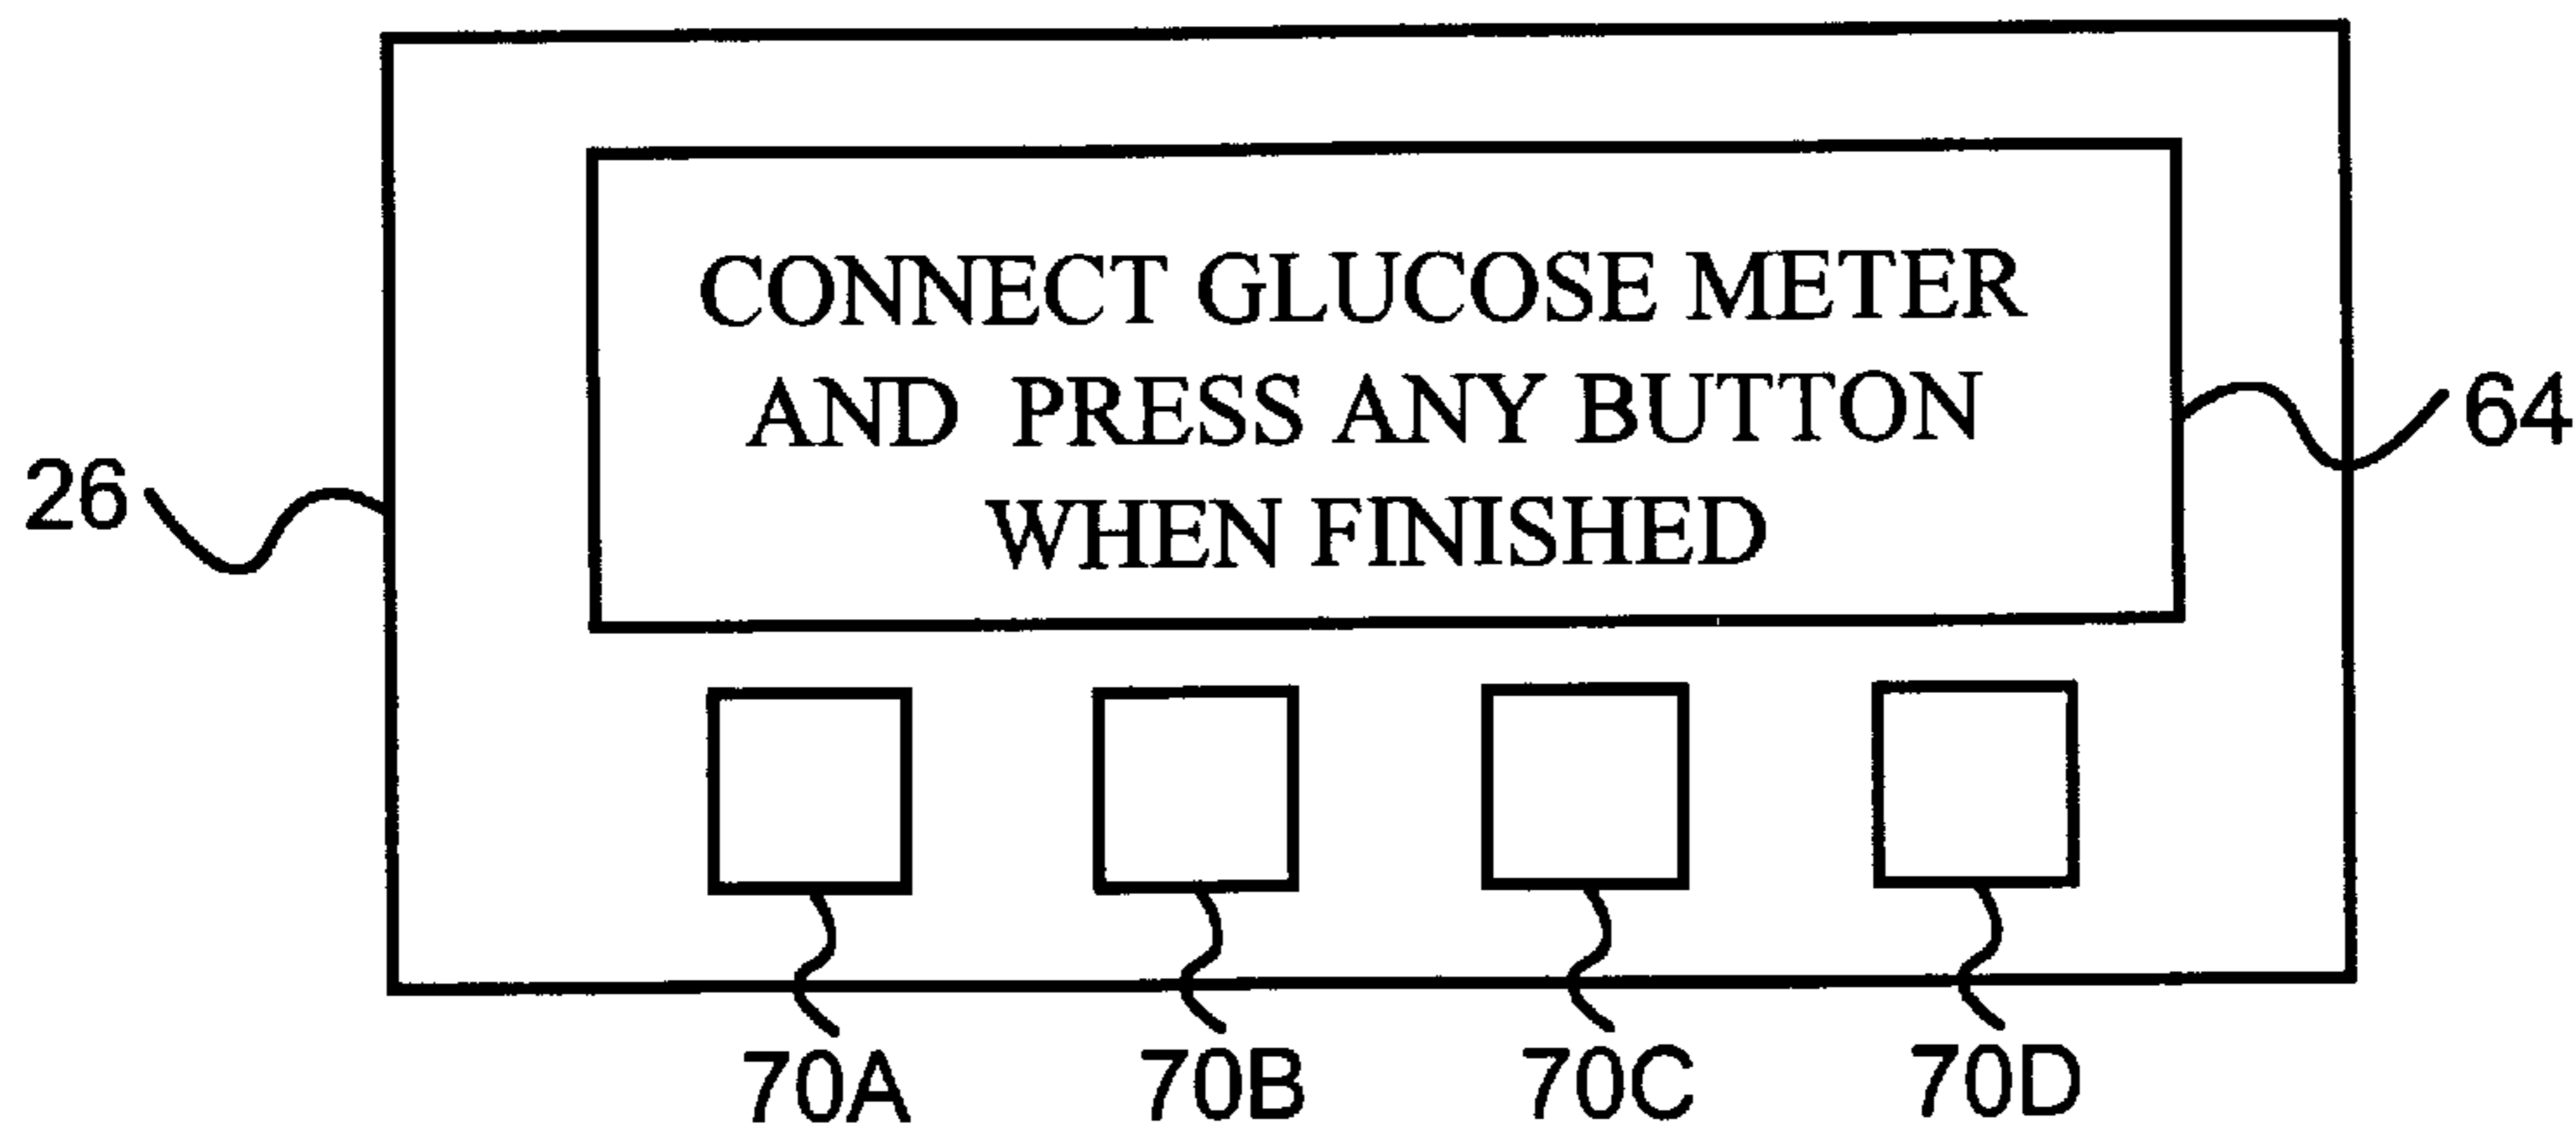 CONNECT GLUCOSE METER
AND PRESS ANY BUTTON
WHEN FINISHED
26
64
70A
70B
70C
70D